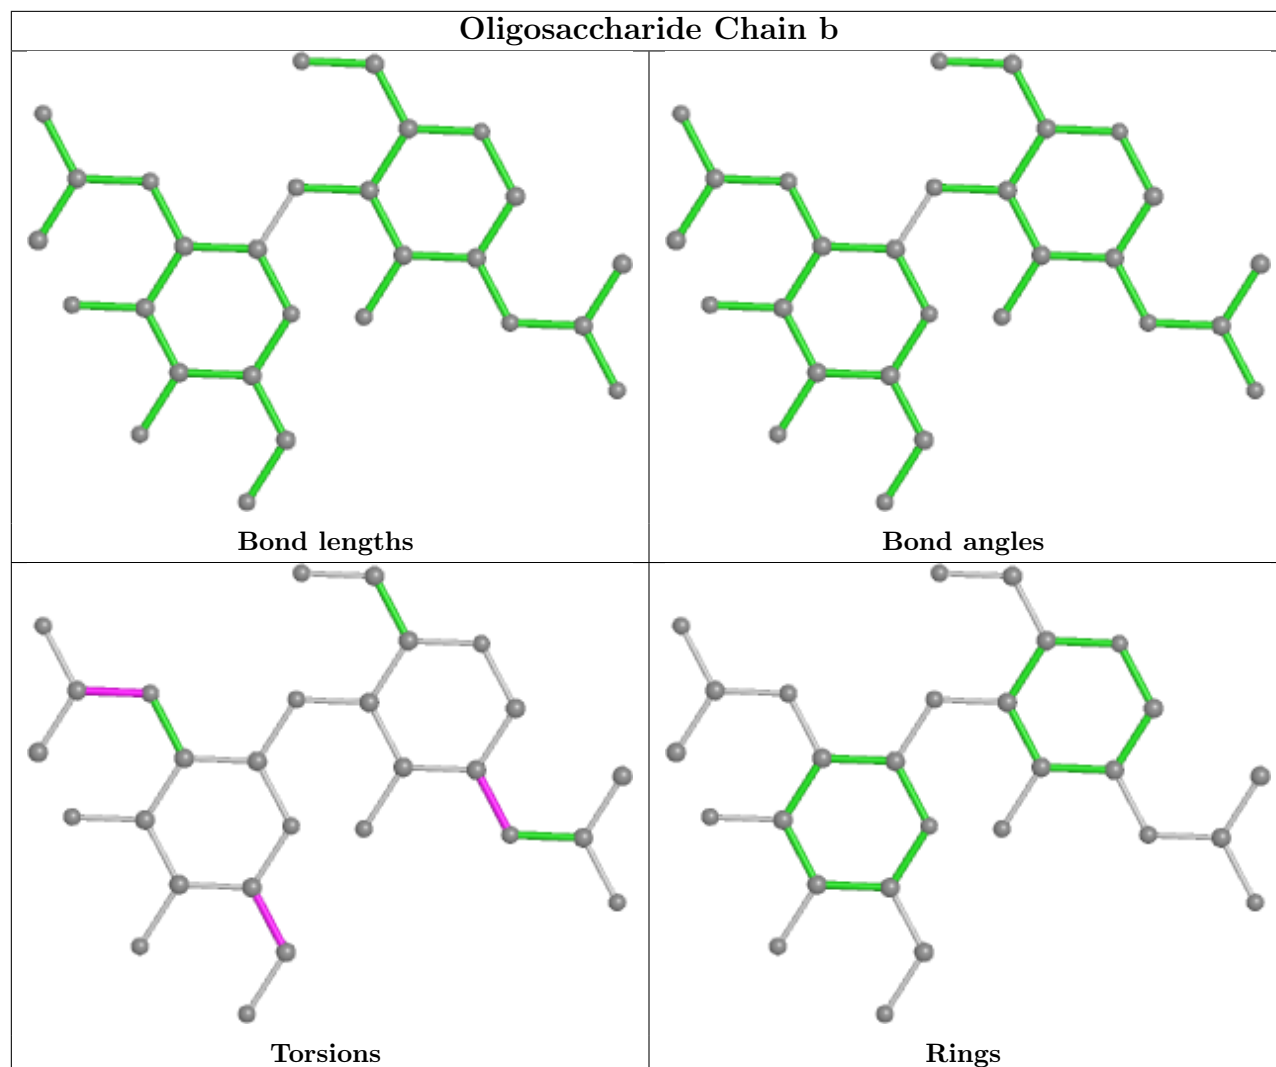 Oligosaccharide Chain b
Bond lengths
Bond angles
Torsions
Rings